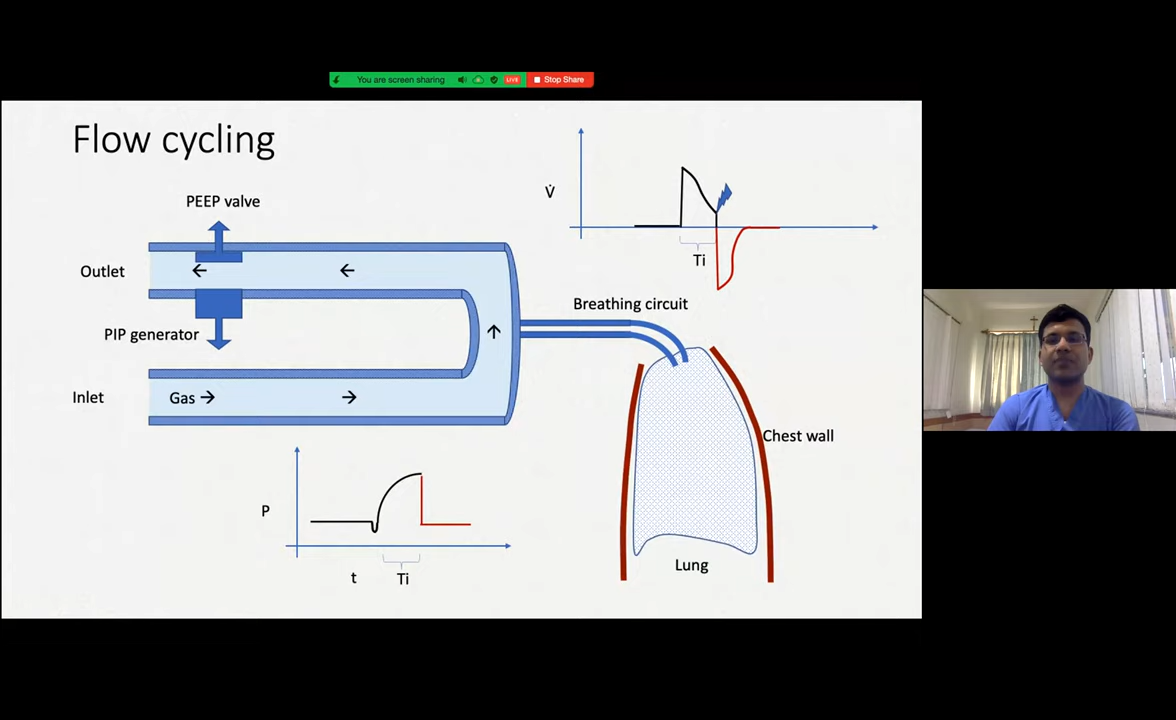 You are screen sharing
LIVE
Stop Share
Flow cycling
PEEP valve
V̇
Ti
Outlet
Breathing circuit
PIP generator
Inlet
Gas
Chest wall
P
Lung
t
Ti